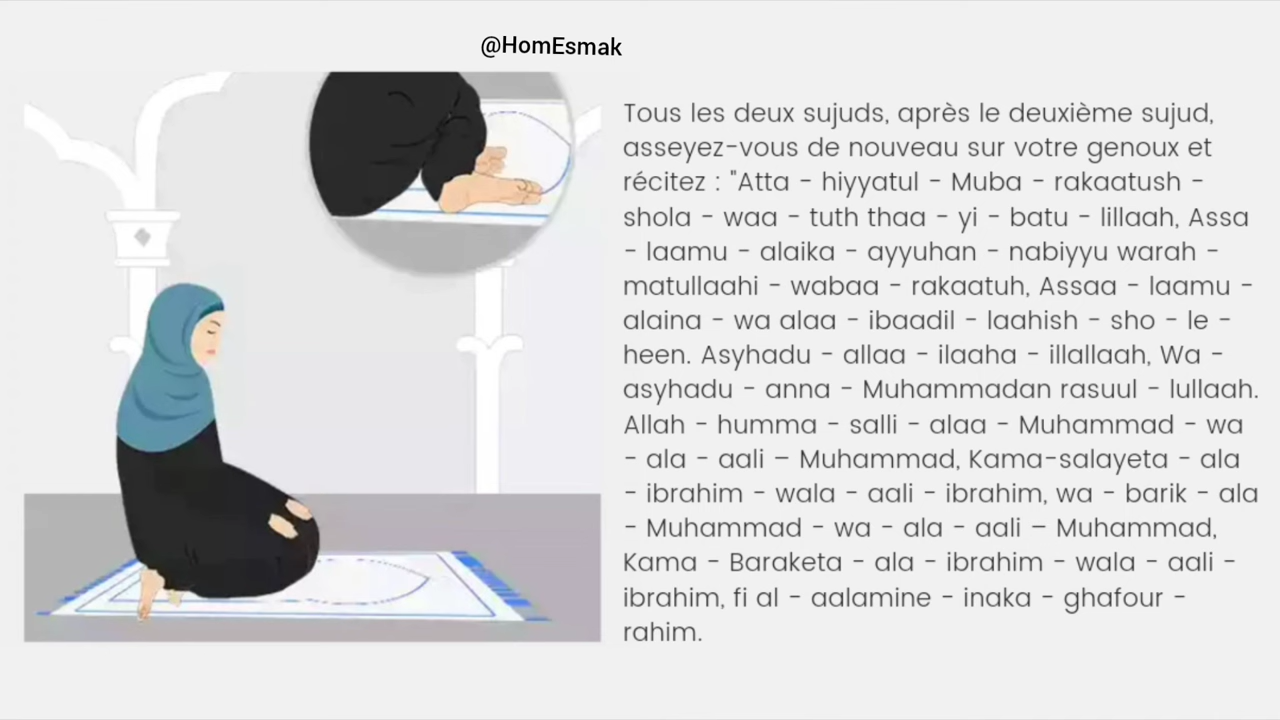 @HomEsmak
Tous les deux sujuds, après le deuxième sujud,
asseyez-vous de nouveau sur votre genoux et
récitez : "Atta - hiyyatul - Muba - rakaatush -
shola - waa - tuth thaa - yi - batu - lillaah, Assa
- laamu - alaika - ayyuhan - nabiyyu warah -
matullaahi - wabaa - rakaatuh, Assaa - laamu -
alaina - wa alaa - ibaadil - laahish - sho - le -
heen. Asyhadu - allaa - ilaaha - illallaah, Wa -
asyhadu - anna - Muhammadan rasuul - lullaah.
Allah - humma - salli - alaa - Muhammad - wa
- ala - aali – Muhammad, Kama-salayeta - ala
- ibrahim - wala - aali - ibrahim, wa - barik - ala
- Muhammad - wa - ala - aali – Muhammad,
Kama - Baraketa - ala - ibrahim - wala - aali -
ibrahim, fi al - aalamine - inaka - ghafour -
rahim.